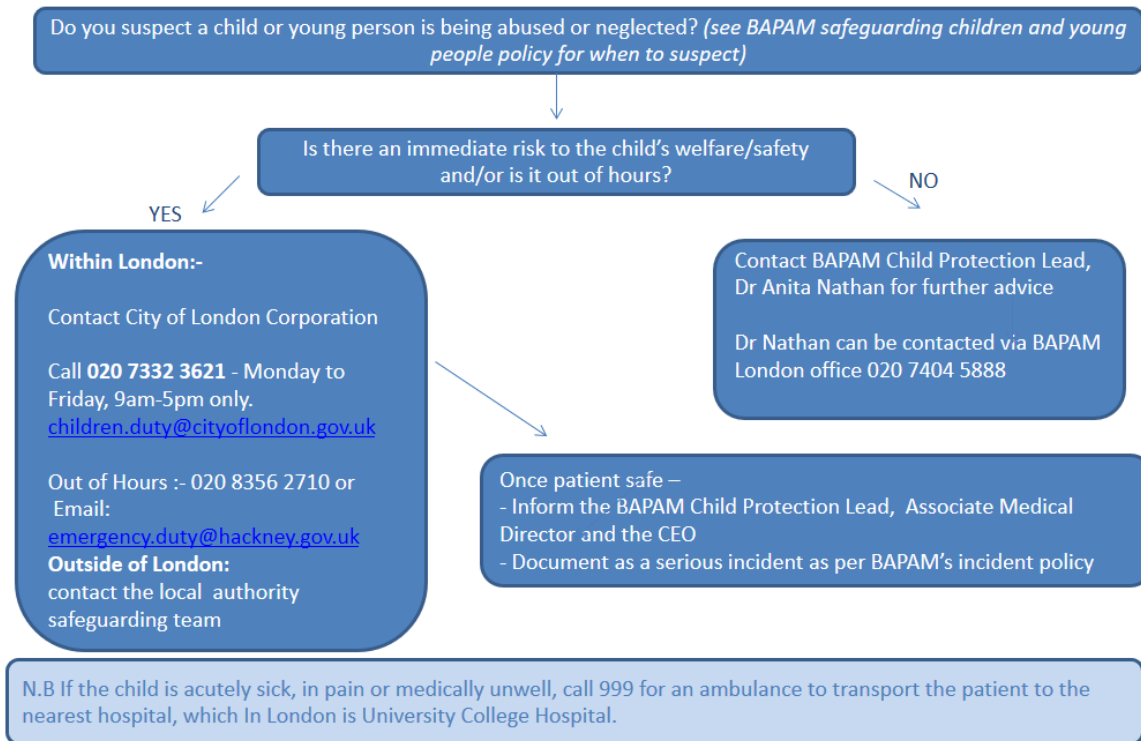 Do you suspect a child or young person is being abused or neglected? (see BAPAM safeguarding children and young
people policy for when to suspect)
Is there an immediate risk to the child's welfare/safety
and/or is it out of hours?
YES
NO
Within London:-
Contact City of London Corporation
Call 020 7332 3621 - Monday to
Friday, 9am-5pm only.
children.duty@cityoflondon.gov.uk
Out of Hours :- 020 8356 2710 or
Email:
emergency.duty@hackney.gov.uk
Outside of London:
contact the local authority
safeguarding team
Contact BAPAM Child Protection Lead,
Dr Anita Nathan for further advice
Dr Nathan can be contacted via BAPAM
London office 020 7404 5888
Once patient safe –
- Inform the BAPAM Child Protection Lead, Associate Medical
Director and the CEO
- Document as a serious incident as per BAPAM's incident policy
N.B If the child is acutely sick, in pain or medically unwell, call 999 for an ambulance to transport the patient to the
nearest hospital, which In London is University College Hospital.